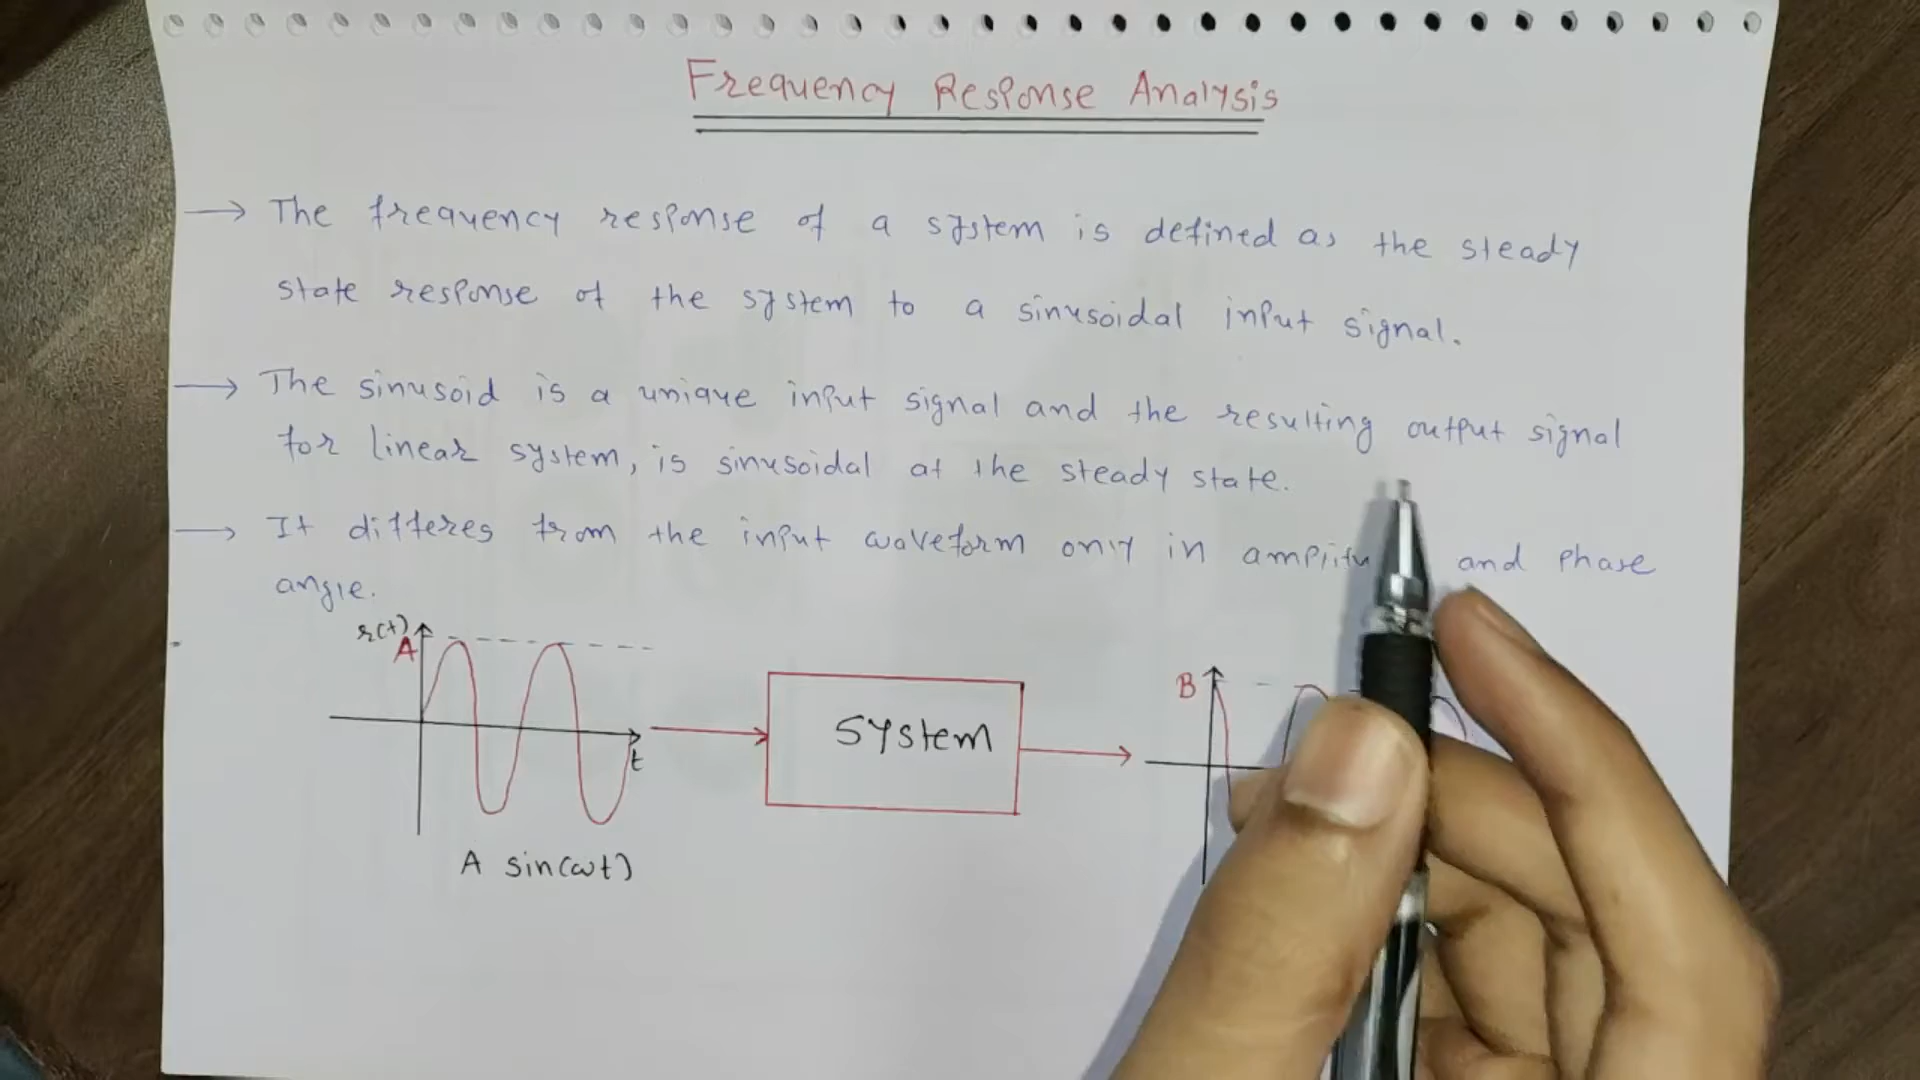 Frequency Response Analysis
→ The frequency response of a system is defined as the steady
state response of the system to a sinusoidal input signal.
→ The sinusoid is a unique input signal and the resulting output signal
for linear system, is sinusoidal at the steady state.
→ It differes from the input waveform only in and phase
angle.
r(t)
A
B
System
t
A sin(ωt)